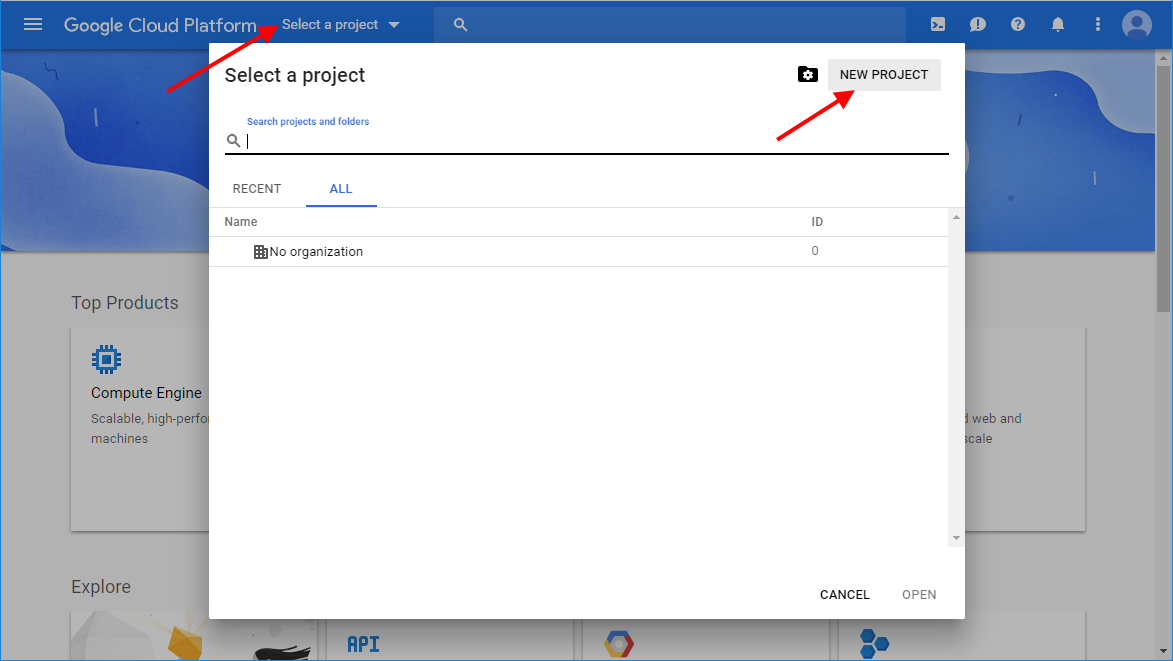 Google Cloud Platform
Select a project
Select a project
NEW PROJECT
Search projects and folders
RECENT
ALL
Name
ID
No organization
0
Top Products
Compute Engine
Scalable, high-perfo
machines
d web and
scale
CANCEL
OPEN
Explore
API